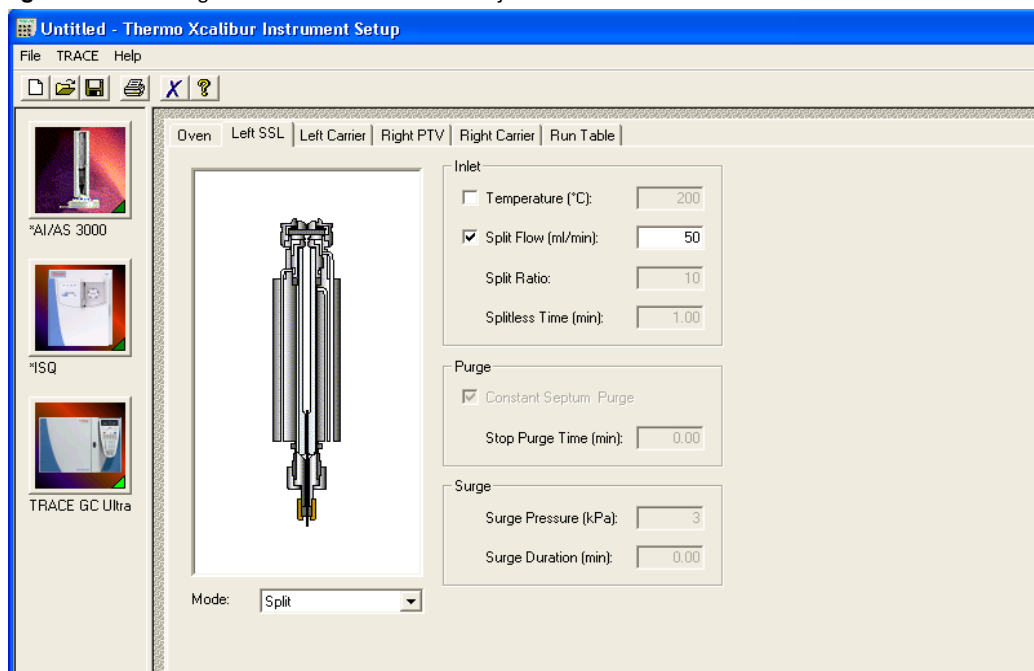 Untitled - Thermo Xcalibur Instrument Setup
File TRACE Help
Oven Left SSL Left Carrier Right PTV Right Carrier Run Table
*AI/AS 3000
*ISQ
TRACE GC Ultra
Inlet
Temperature (°C): 200
Split Flow (ml/min): 50
Split Ratio: 10
Splitless Time (min): 1.00
Purge
Constant Septum Purge
Stop Purge Time (min): 0.00
Surge
Surge Pressure (kPa): 3
Surge Duration (min): 0.00
Mode: Split